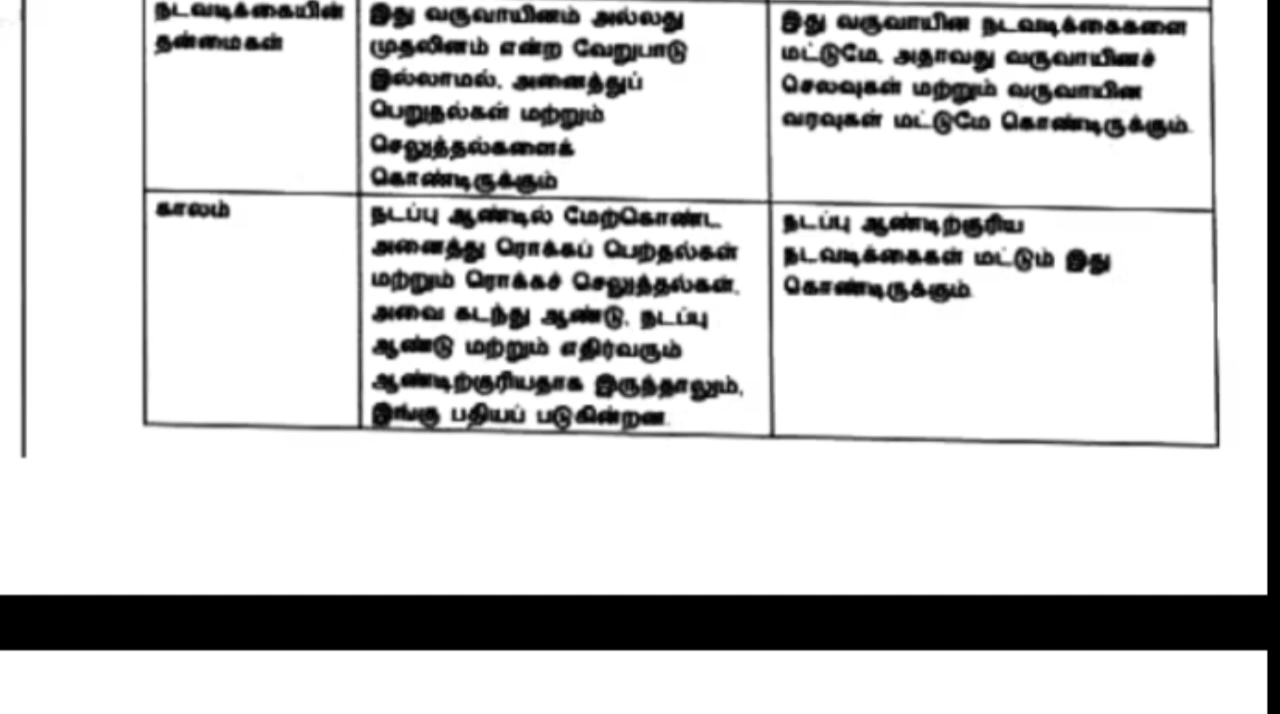 நடவடிக்கையின்
தன்மைகள்
இது வருவாயினம் அல்லது
முதலினம் என்ற வேறுபாடு
இல்லாமல், அனைத்துப்
பெறுதல்கள் மற்றும்
செலுத்தல்களைக்
கொண்டிருக்கும்
இது வருவாயின நடவடிக்கைகளை
மட்டுமே, அதாவது வருவாயினச்
செலவுகள் மற்றும் வருவாயின
வரவுகள் மட்டுமே கொண்டிருக்கும்.
காலம்
நடப்பு ஆண்டில் மேற்கொண்ட
அனைத்து ரொக்கப் பெற்தல்கள்
மற்றும் ரொக்கச் செலுத்தல்கள்,
அவை கடந்து ஆண்டு, நடப்பு
ஆண்டு மற்றும் எதிர்வரும்
ஆண்டிற்குரியதாக இருந்தாலும்,
இங்கு பதியப் படுகின்றன.
நடப்பு ஆண்டிற்குரிய
நடவடிக்கைகள் மட்டும் இது
கொண்டிருக்கும்.